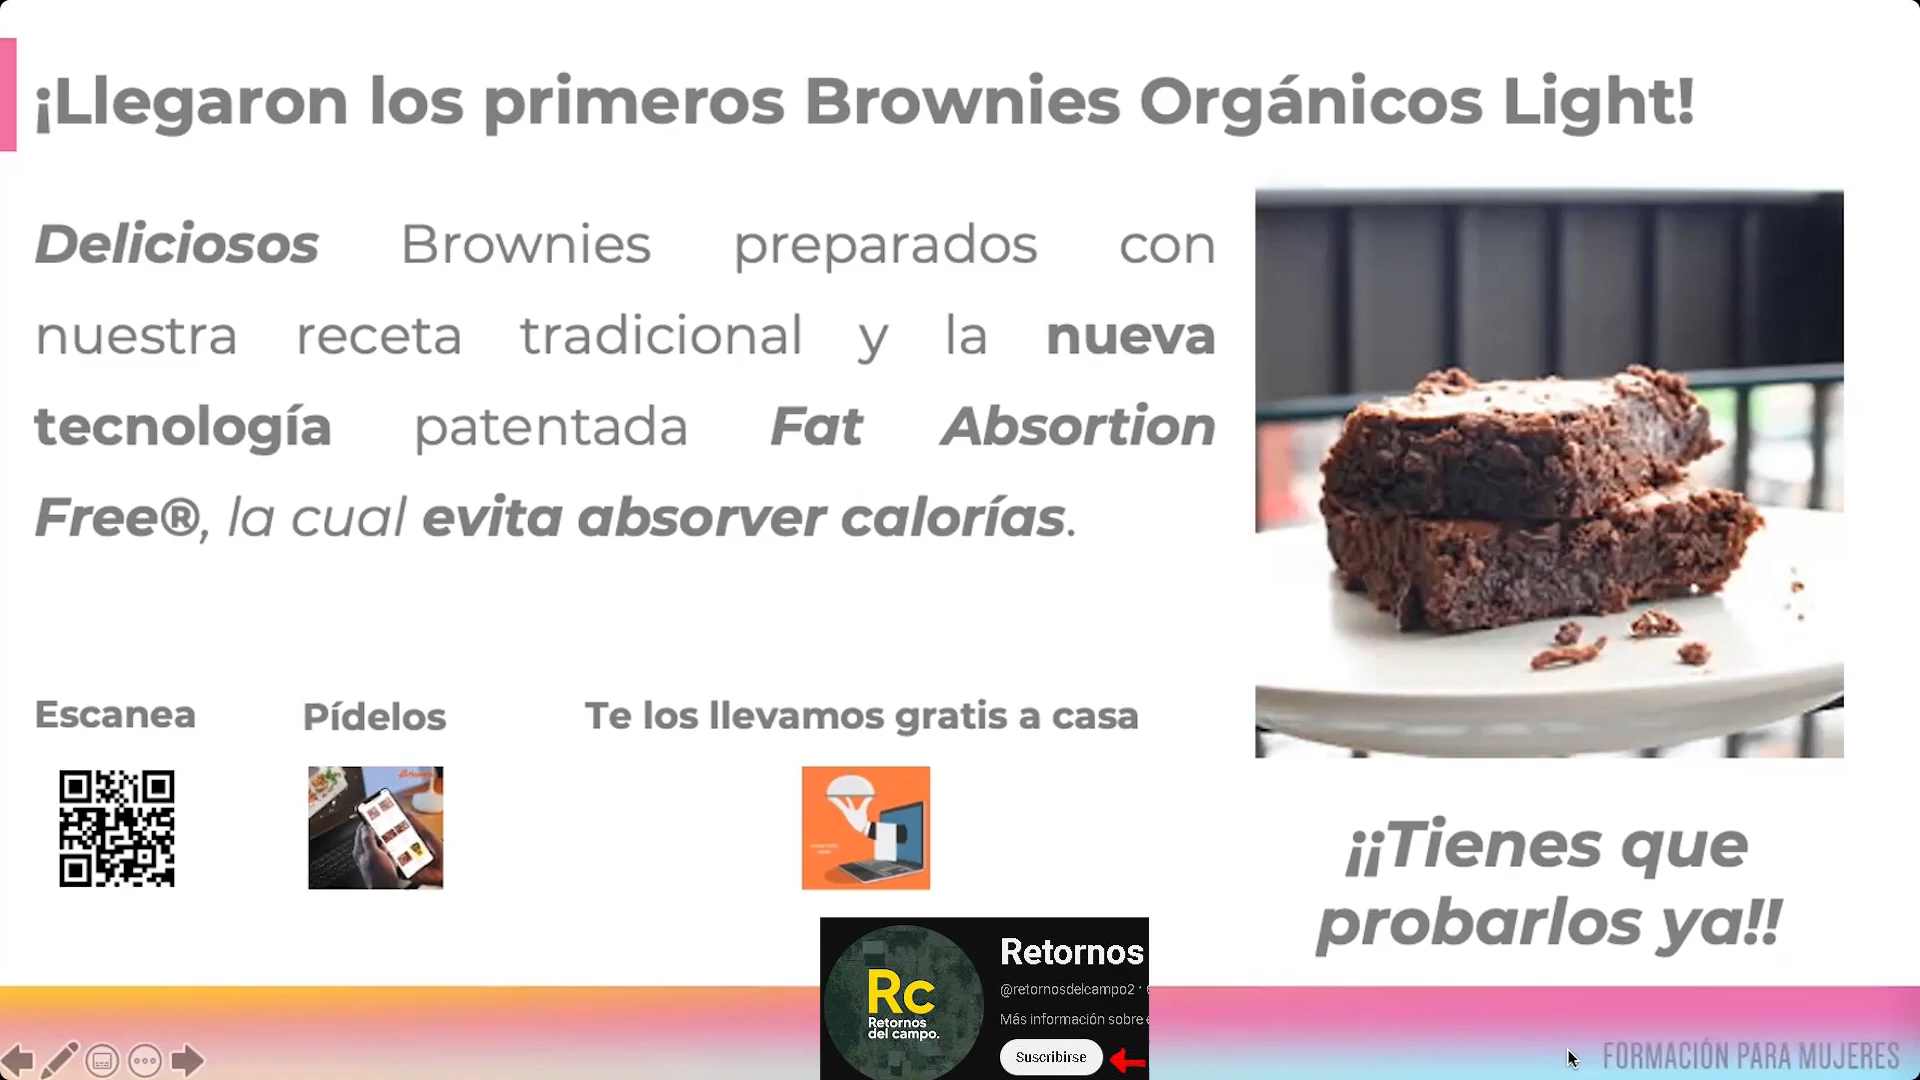 ¡Llegaron los primeros Brownies Orgánicos Light!
Deliciosos Brownies preparados con
nuestra receta tradicional y la nueva
tecnología patentada Fat Absortion
Free®, la cual evita absorver calorías.
Escanea
Pídelos
Te los llevamos gratis a casa
¡¡Tienes que
probarlos ya!!
Rc
Retornos
del campo.
Retornos
@retornosdelcampo2 ·
Más información sobre
Suscribirse
FORMACIÓN PARA MUJERES